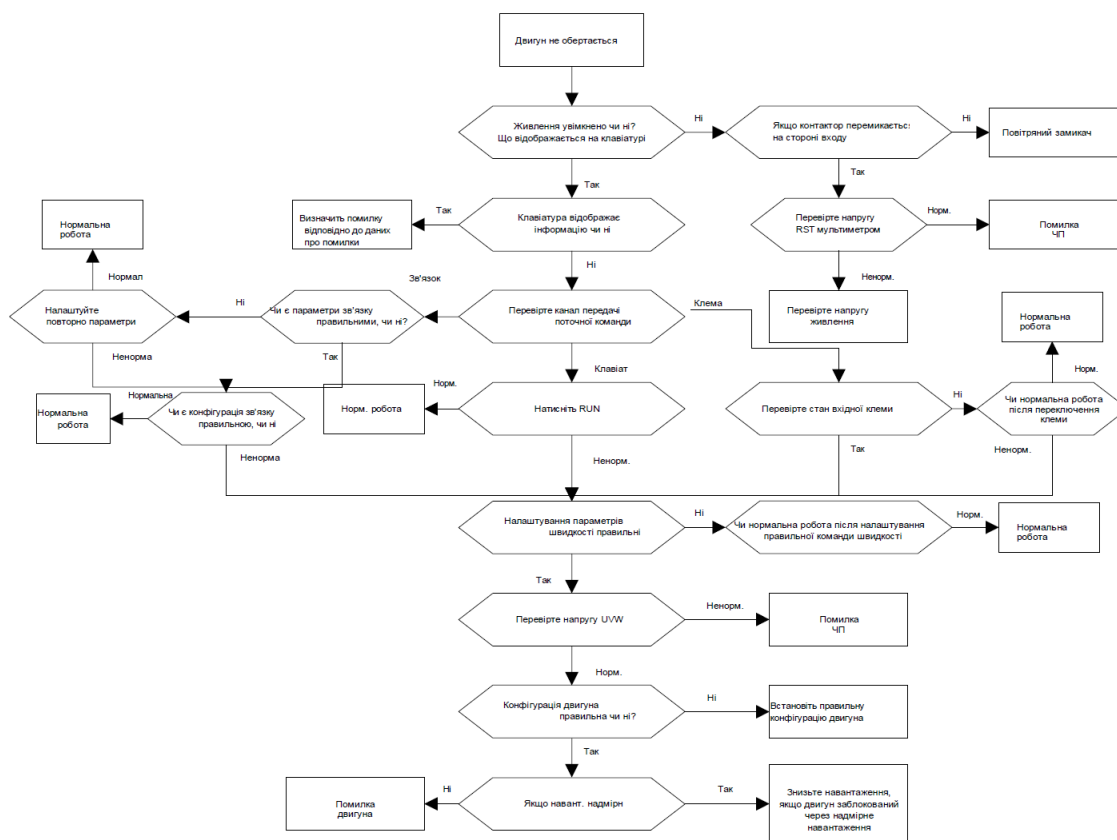 Двигун не обертається
Живлення увімкнено чи ні?
Що відображається на клавіатурі
Ні
Якщо контактор перемикається
на стороні входу
Ні
Повітряний замикач
Так
Так
Визначить помилку
відповідно до даних
про помилки
Так
Клавіатура відображає
інформацію чи ні
Перевірте напругу
RST мультиметром
Норм.
Помилка
ЧП
Нормальна
робота
Ні
Ненорм.
Нормал
Зв'язок
Налаштуйте
повторно параметри
Ні
Чи є параметри зв'язку
правильними, чи ні?
Перевірте канал передачі
поточної команди
Клема
Перевірте напругу
живлення
Нормальна
робота
Ненорма
Так
Клавіат
Норм.
Нормальна
робота
Нормальна
Чи є конфігурація зв'язку
правильною, чи ні
Норм. робота
Норм.
Натисніть RUN
Перевірте стан вхідної клеми
Ні
Чи нормальна робота
після переключення
клеми
Ненорма
Ненорм.
Так
Ненорм.
Налаштування параметрів
швидкості правильні
Ні
Чи нормальна робота після налаштування
правильної команди швидкості
Норм.
Нормальна
робота
Так
Перевірте напругу UVW
Ненорм.
Помилка
ЧП
Норм.
Конфігурація двигуна
правильна чи ні?
Ні
Встановіть правильну
конфігурацію двигуна
Так
Помилка
двигуна
Ні
Якщо навант. надмірн
Так
Знизьте навантаження,
якщо двигун заблокований
через надмірне
навантаження